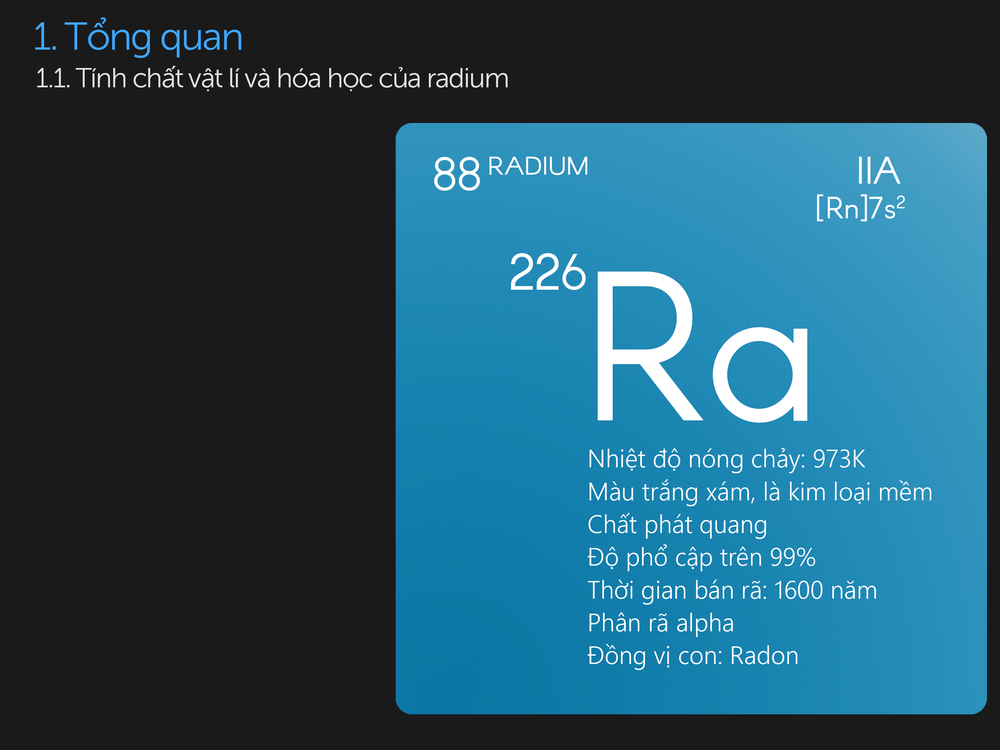 1. Tổng quan
1.1. Tính chất vật lí và hóa học của radium
88 RADIUM
IIA
[Rn]7s²
226
Ra
Nhiệt độ nóng chảy: 973K
Màu trắng xám, là kim loại mềm
Chất phát quang
Độ phổ cập trên 99%
Thời gian bán rã: 1600 năm
Phân rã alpha
Đồng vị con: Radon